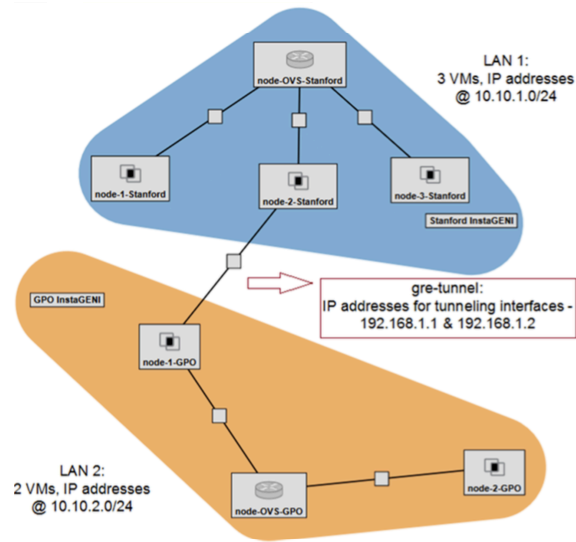 LAN 1:
3 VMs, IP addresses
@ 10.10.1.0/24
node-OVS-Stanford
node-1-Stanford
node-2-Stanford
node-3-Stanford
Stanford InstaGENI
gre-tunnel:
IP addresses for tunneling interfaces -
192.168.1.1 & 192.168.1.2
GPO InstaGENI
node-1-GPO
LAN 2:
2 VMs, IP addresses
@ 10.10.2.0/24
node-OVS-GPO
node-2-GPO